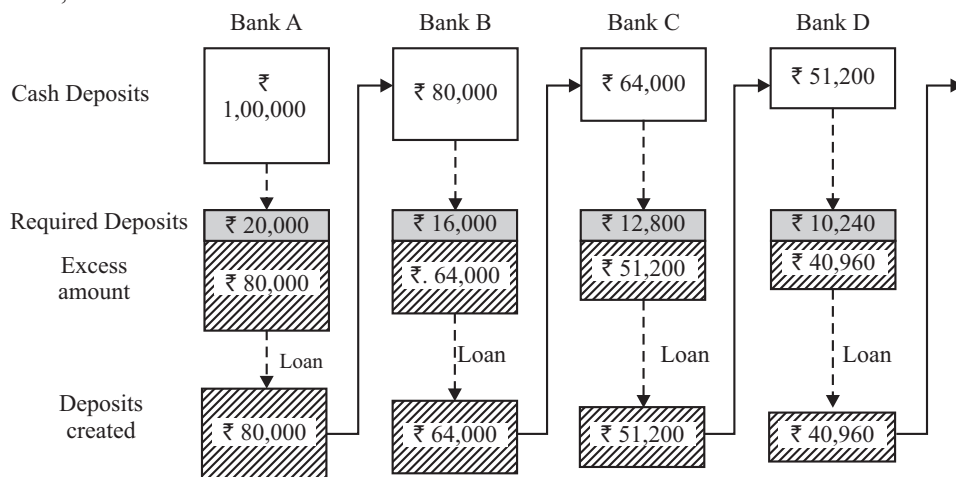 Bank A Bank B Bank C Bank D
Cash Deposits
₹
1,00,000
₹ 80,000
₹ 64,000
₹ 51,200
Required Deposits ₹ 20,000 ₹ 16,000 ₹ 12,800 ₹ 10,240
Excess
amount
₹ 80,000 ₹. 64,000 ₹ 51,200 ₹ 40,960
Loan Loan Loan Loan
Deposits
created
₹ 80,000 ₹ 64,000 ₹ 51,200 ₹ 40,960